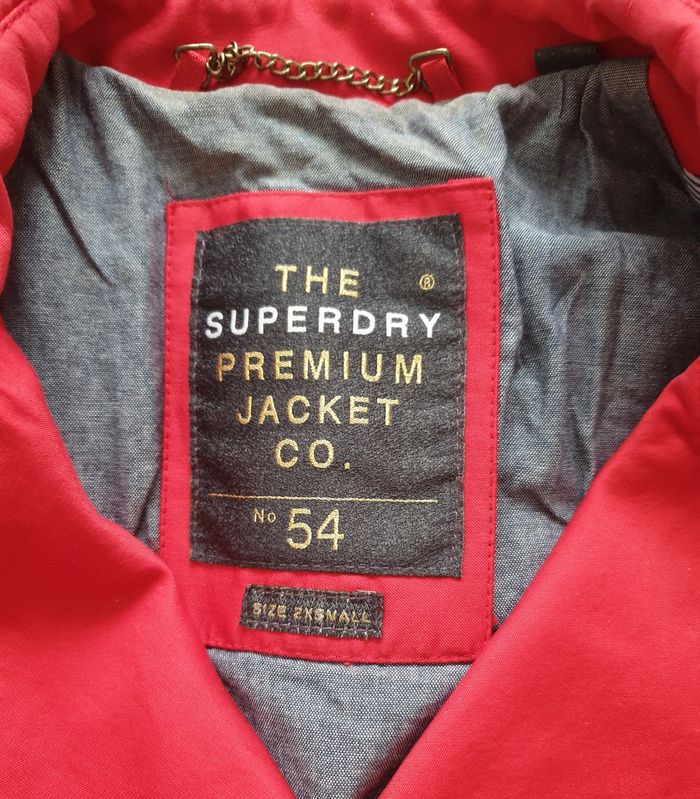 THE ®
SUPERDRY
PREMIUM
JACKET
CO.
No 54
SIZE 2XSMALL